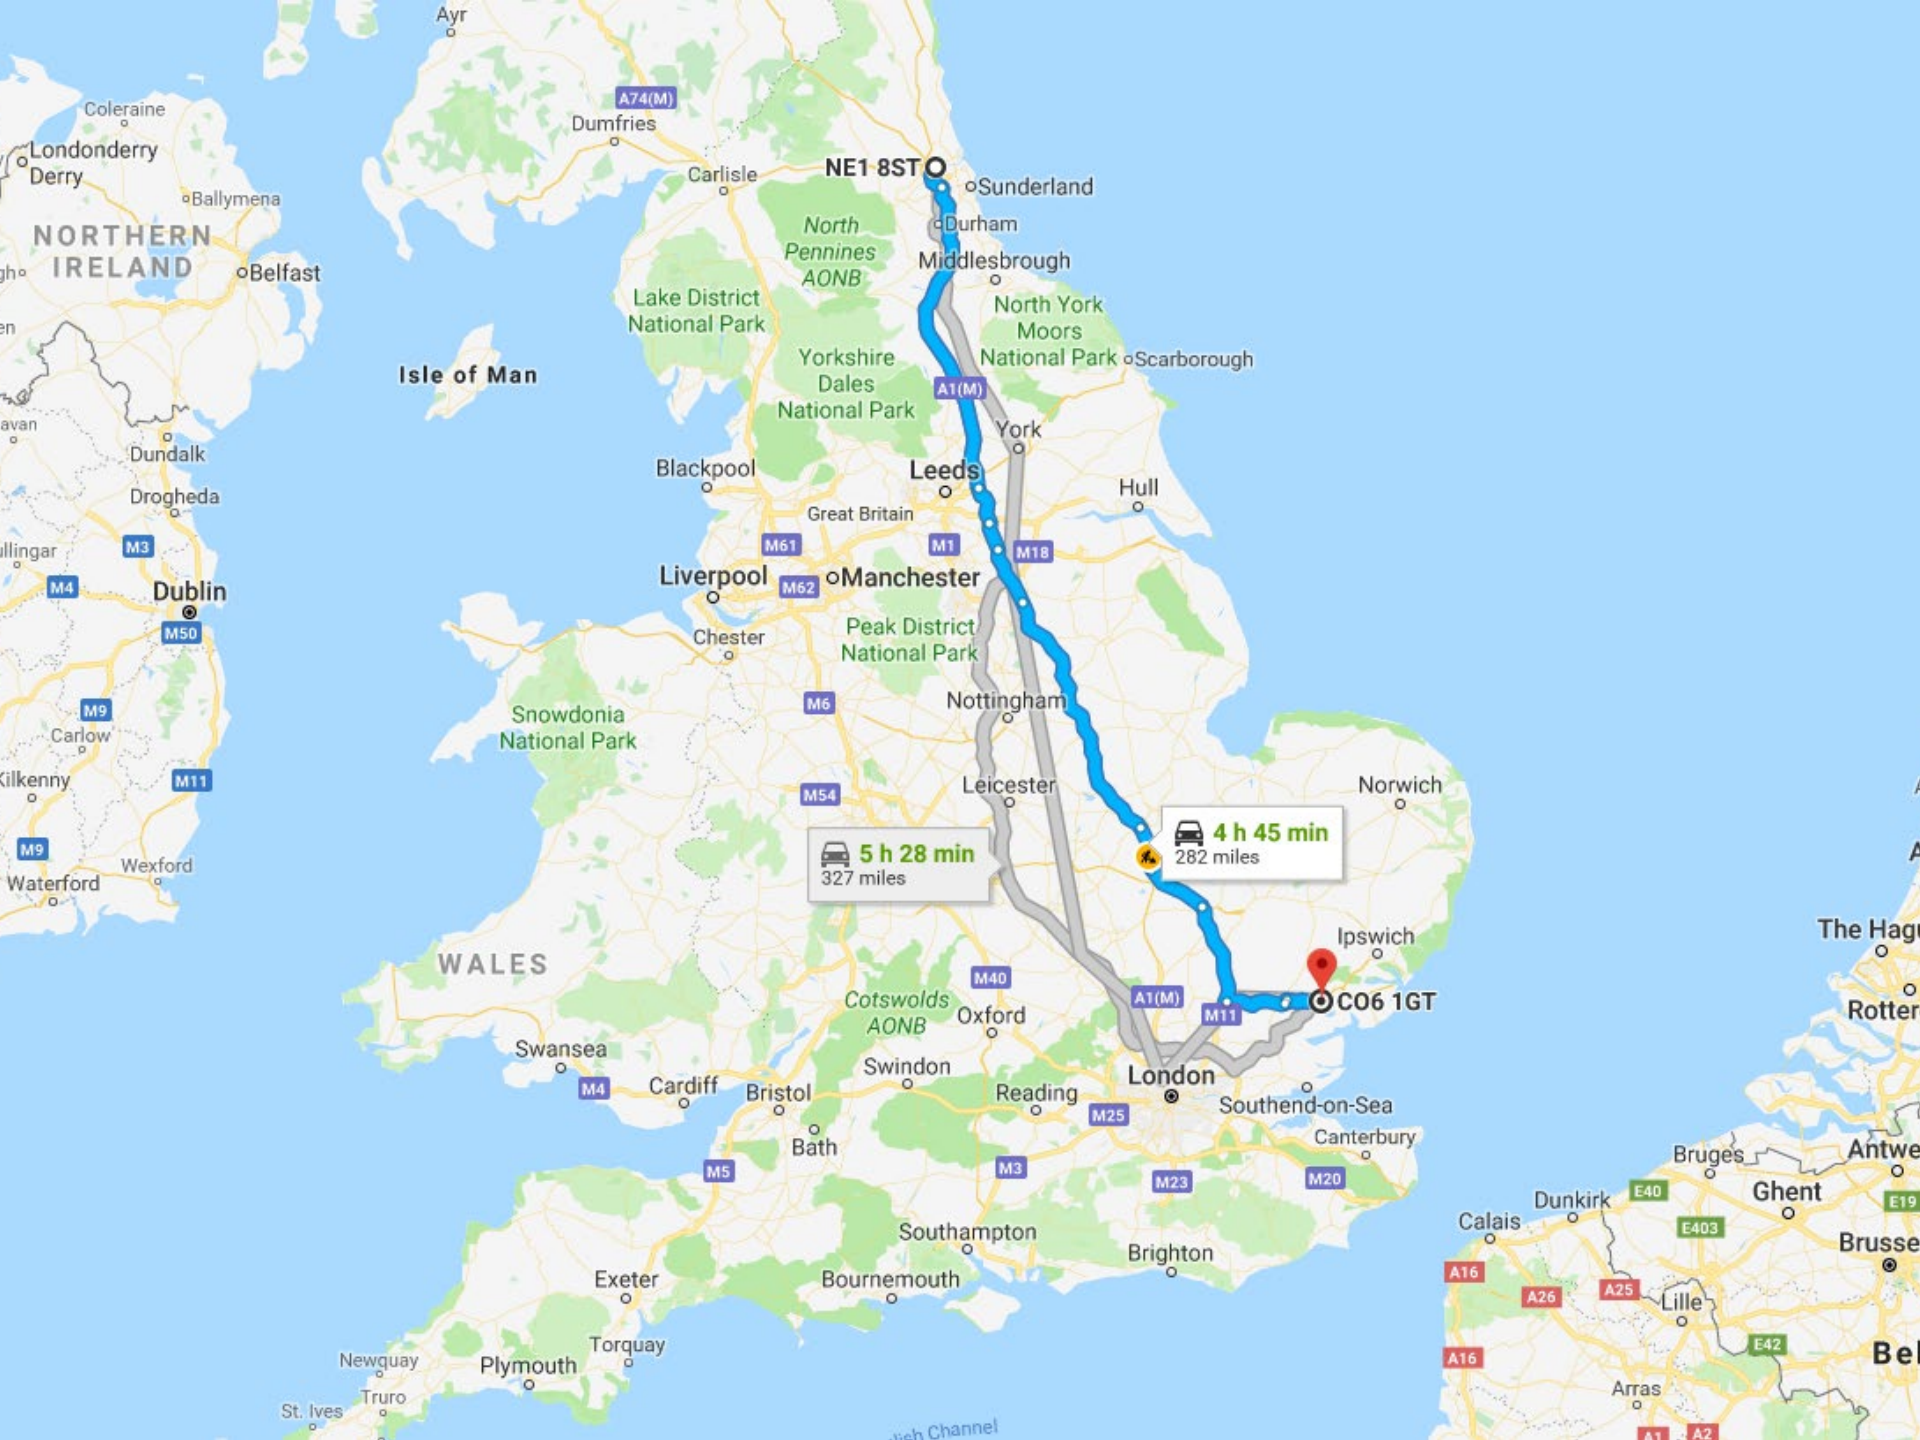 Ayr
A74(M)
Coleraine
Dumfries
Londonderry
Derry
NE1 8ST
Carlisle
Sunderland
Ballymena
North
Pennines
AONB
Durham
NORTHERN
IRELAND
Middlesbrough
Belfast
Lake District
National Park
North York
Moors
National Park
Scarborough
Yorkshire
Dales
National Park
Isle of Man
A1(M)
York
Dundalk
Blackpool
Leeds
Hull
Drogheda
Great Britain
M3
M61
M1
M18
Liverpool
M62
Manchester
M4
Dublin
M50
Chester
Peak District
National Park
M9
Carlow
Snowdonia
National Park
M6
Nottingham
Kilkenny
M11
M54
Leicester
Norwich
4 h 45 min
282 miles
M9
5 h 28 min
327 miles
Wexford
Waterford
The Hagu
Ipswich
WALES
M40
Cotswolds
AONB
Oxford
A1(M)
M11
CO6 1GT
Rotter
Swansea
M4
Cardiff
Bristol
Swindon
Reading
London
M25
Southend-on-Sea
Bath
Canterbury
M5
M3
M23
M20
Bruges
Antwe
Dunkirk
E40
Ghent
E19
Calais
E403
Southampton
Brighton
Brusse
Exeter
Bournemouth
A16
A26
A25
Lille
Torquay
E42
Newquay
Plymouth
A16
Bel
Truro
Arras
St. Ives
lish Channel
A1
A2